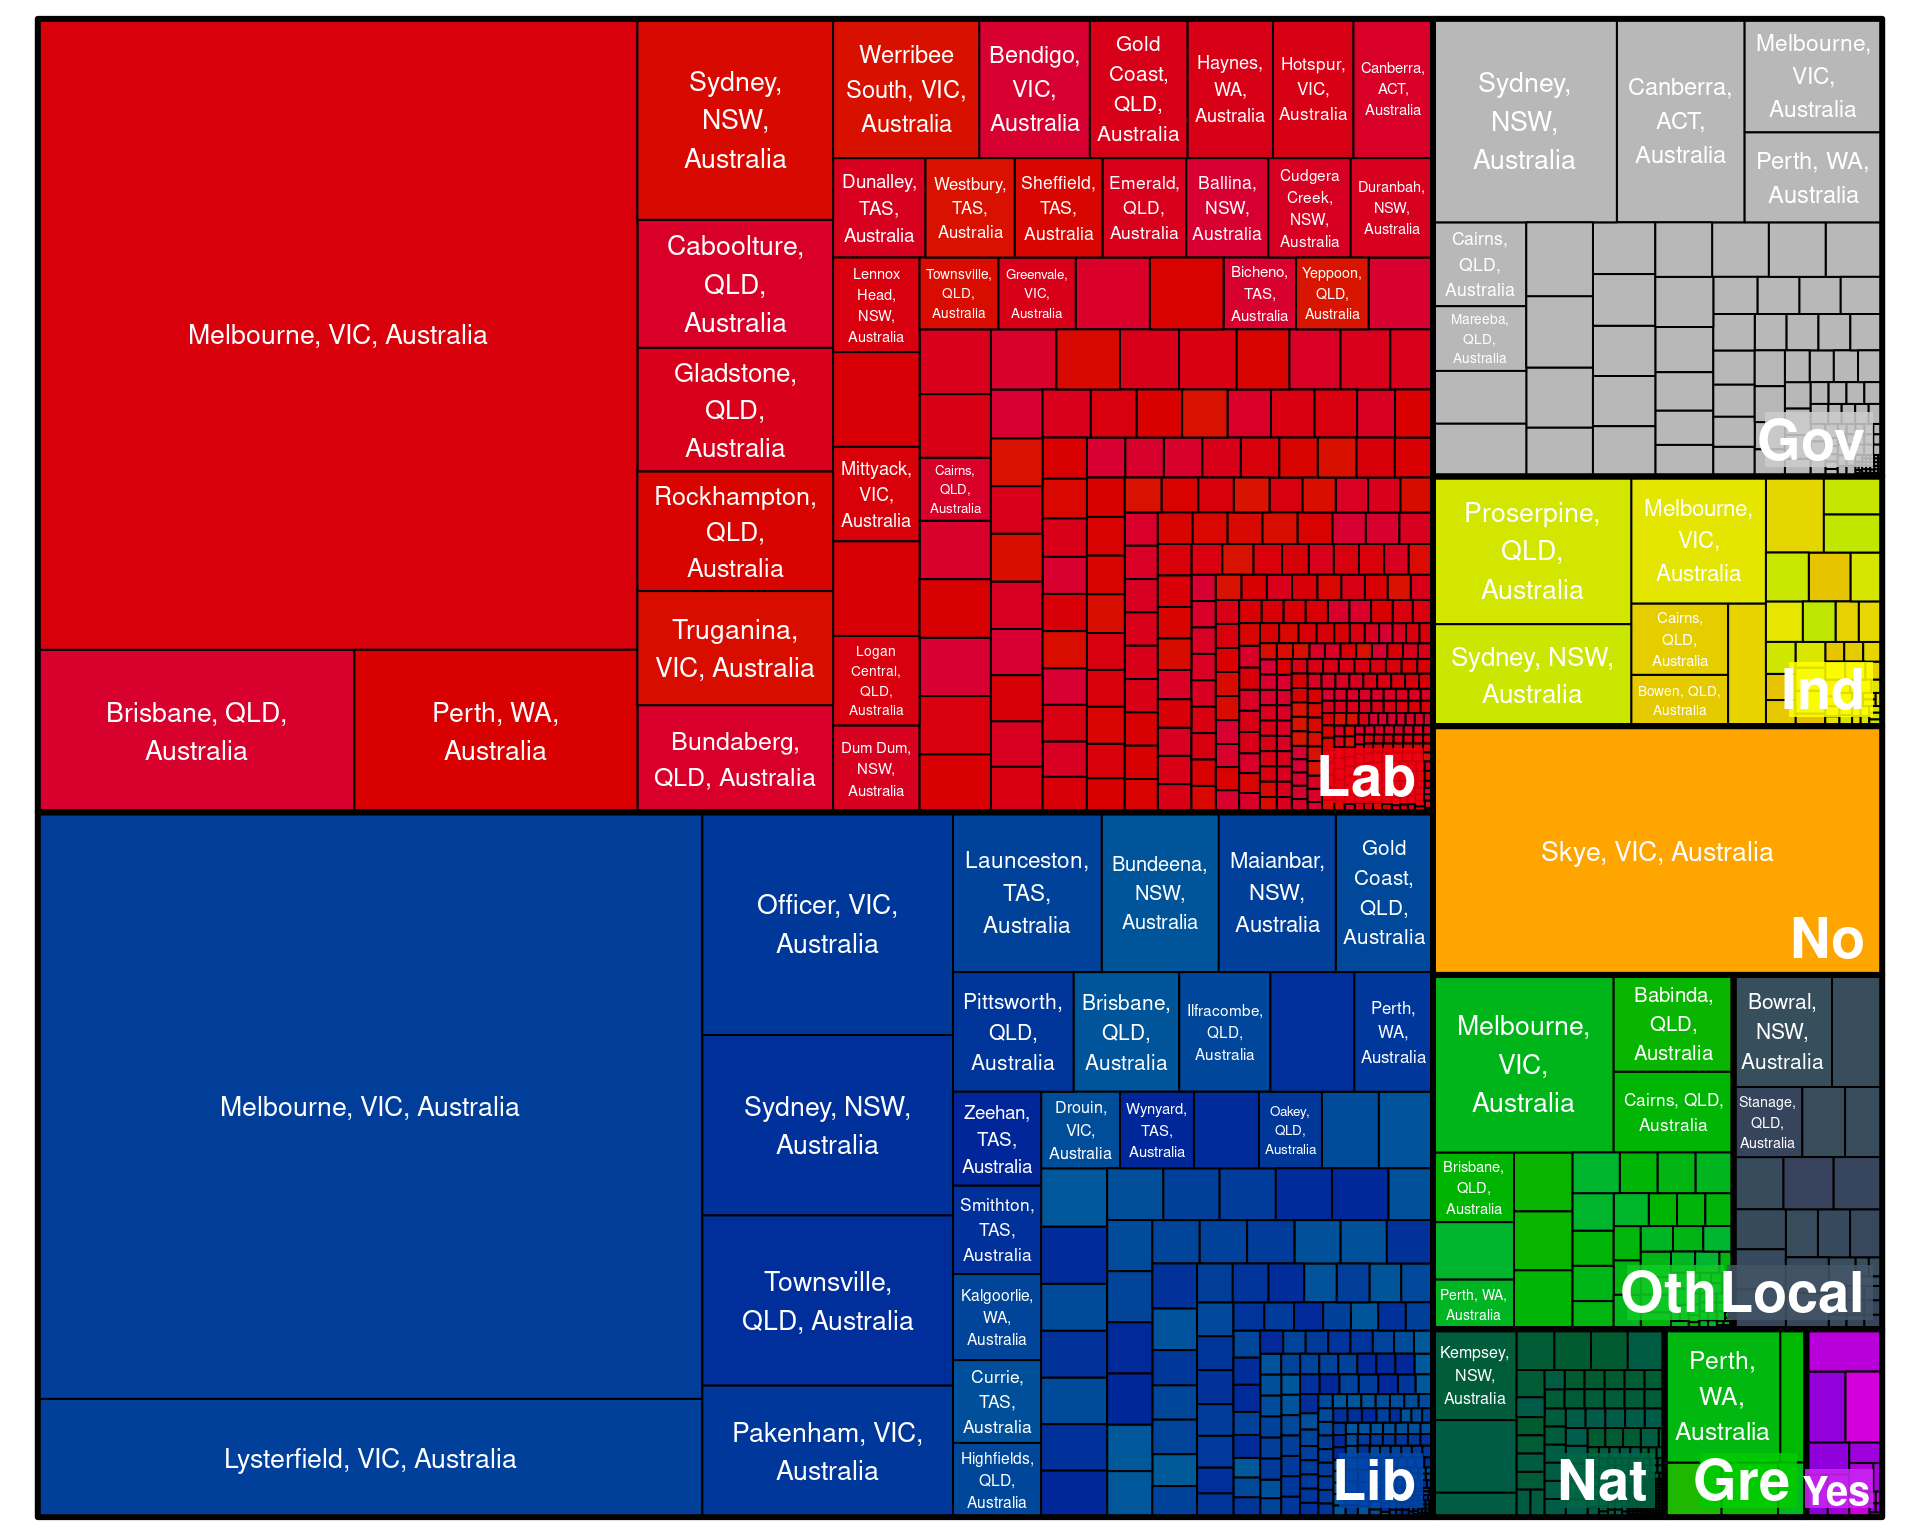 Melbourne, VIC, Australia
Brisbane, QLD,
Australia
Perth, WA,
Australia
Sydney,
NSW,
Australia
Caboolture,
QLD,
Australia
Gladstone,
QLD,
Australia
Rockhampton,
QLD,
Australia
Truganina,
VIC, Australia
Bundaberg,
QLD, Australia
Werribee
South, VIC,
Australia
Bendigo,
VIC,
Australia
Gold
Coast,
QLD,
Australia
Haynes,
WA,
Australia
Hotspur,
VIC,
Australia
Canberra,
ACT,
Australia
Dunalley,
TAS,
Australia
Westbury,
TAS,
Australia
Sheffield,
TAS,
Australia
Emerald,
QLD,
Australia
Ballina,
NSW,
Australia
Cudgera
Creek,
NSW,
Australia
Duranbah,
NSW,
Australia
Lennox
Head,
NSW,
Australia
Townsville,
QLD,
Australia
Greenvale,
VIC,
Australia
Bicheno,
TAS,
Australia
Yeppoon,
QLD,
Australia
Mittyack,
VIC,
Australia
Cairns,
QLD,
Australia
Logan
Central,
QLD,
Australia
Dum Dum,
NSW,
Australia
Lab
Melbourne, VIC, Australia
Lysterfield, VIC, Australia
Officer, VIC,
Australia
Sydney, NSW,
Australia
Townsville,
QLD, Australia
Pakenham, VIC,
Australia
Launceston,
TAS,
Australia
Bundeena,
NSW,
Australia
Maianbar,
NSW,
Australia
Gold
Coast,
QLD,
Australia
Pittsworth,
QLD,
Australia
Brisbane,
QLD,
Australia
Ilfracombe,
QLD,
Australia
Perth,
WA,
Australia
Zeehan,
TAS,
Australia
Drouin,
VIC,
Australia
Wynyard,
TAS,
Australia
Oakey,
QLD,
Australia
Smithton,
TAS,
Australia
Kalgoorlie,
WA,
Australia
Currie,
TAS,
Australia
Highfields,
QLD,
Australia
Lib
Sydney,
NSW,
Australia
Canberra,
ACT,
Australia
Melbourne,
VIC,
Australia
Perth, WA,
Australia
Cairns,
QLD,
Australia
Mareeba,
QLD,
Australia
Gov
Proserpine,
QLD,
Australia
Sydney, NSW,
Australia
Melbourne,
VIC,
Australia
Cairns,
QLD,
Australia
Bowen, QLD,
Australia
Ind
Skye, VIC, Australia
No
Melbourne,
VIC,
Australia
Babinda,
QLD,
Australia
Cairns, QLD,
Australia
Brisbane,
QLD,
Australia
Perth, WA,
Australia
Oth
Bowral,
NSW,
Australia
Stanage,
QLD,
Australia
Local
Kempsey,
NSW,
Australia
Nat
Perth,
WA,
Australia
Gre
Yes